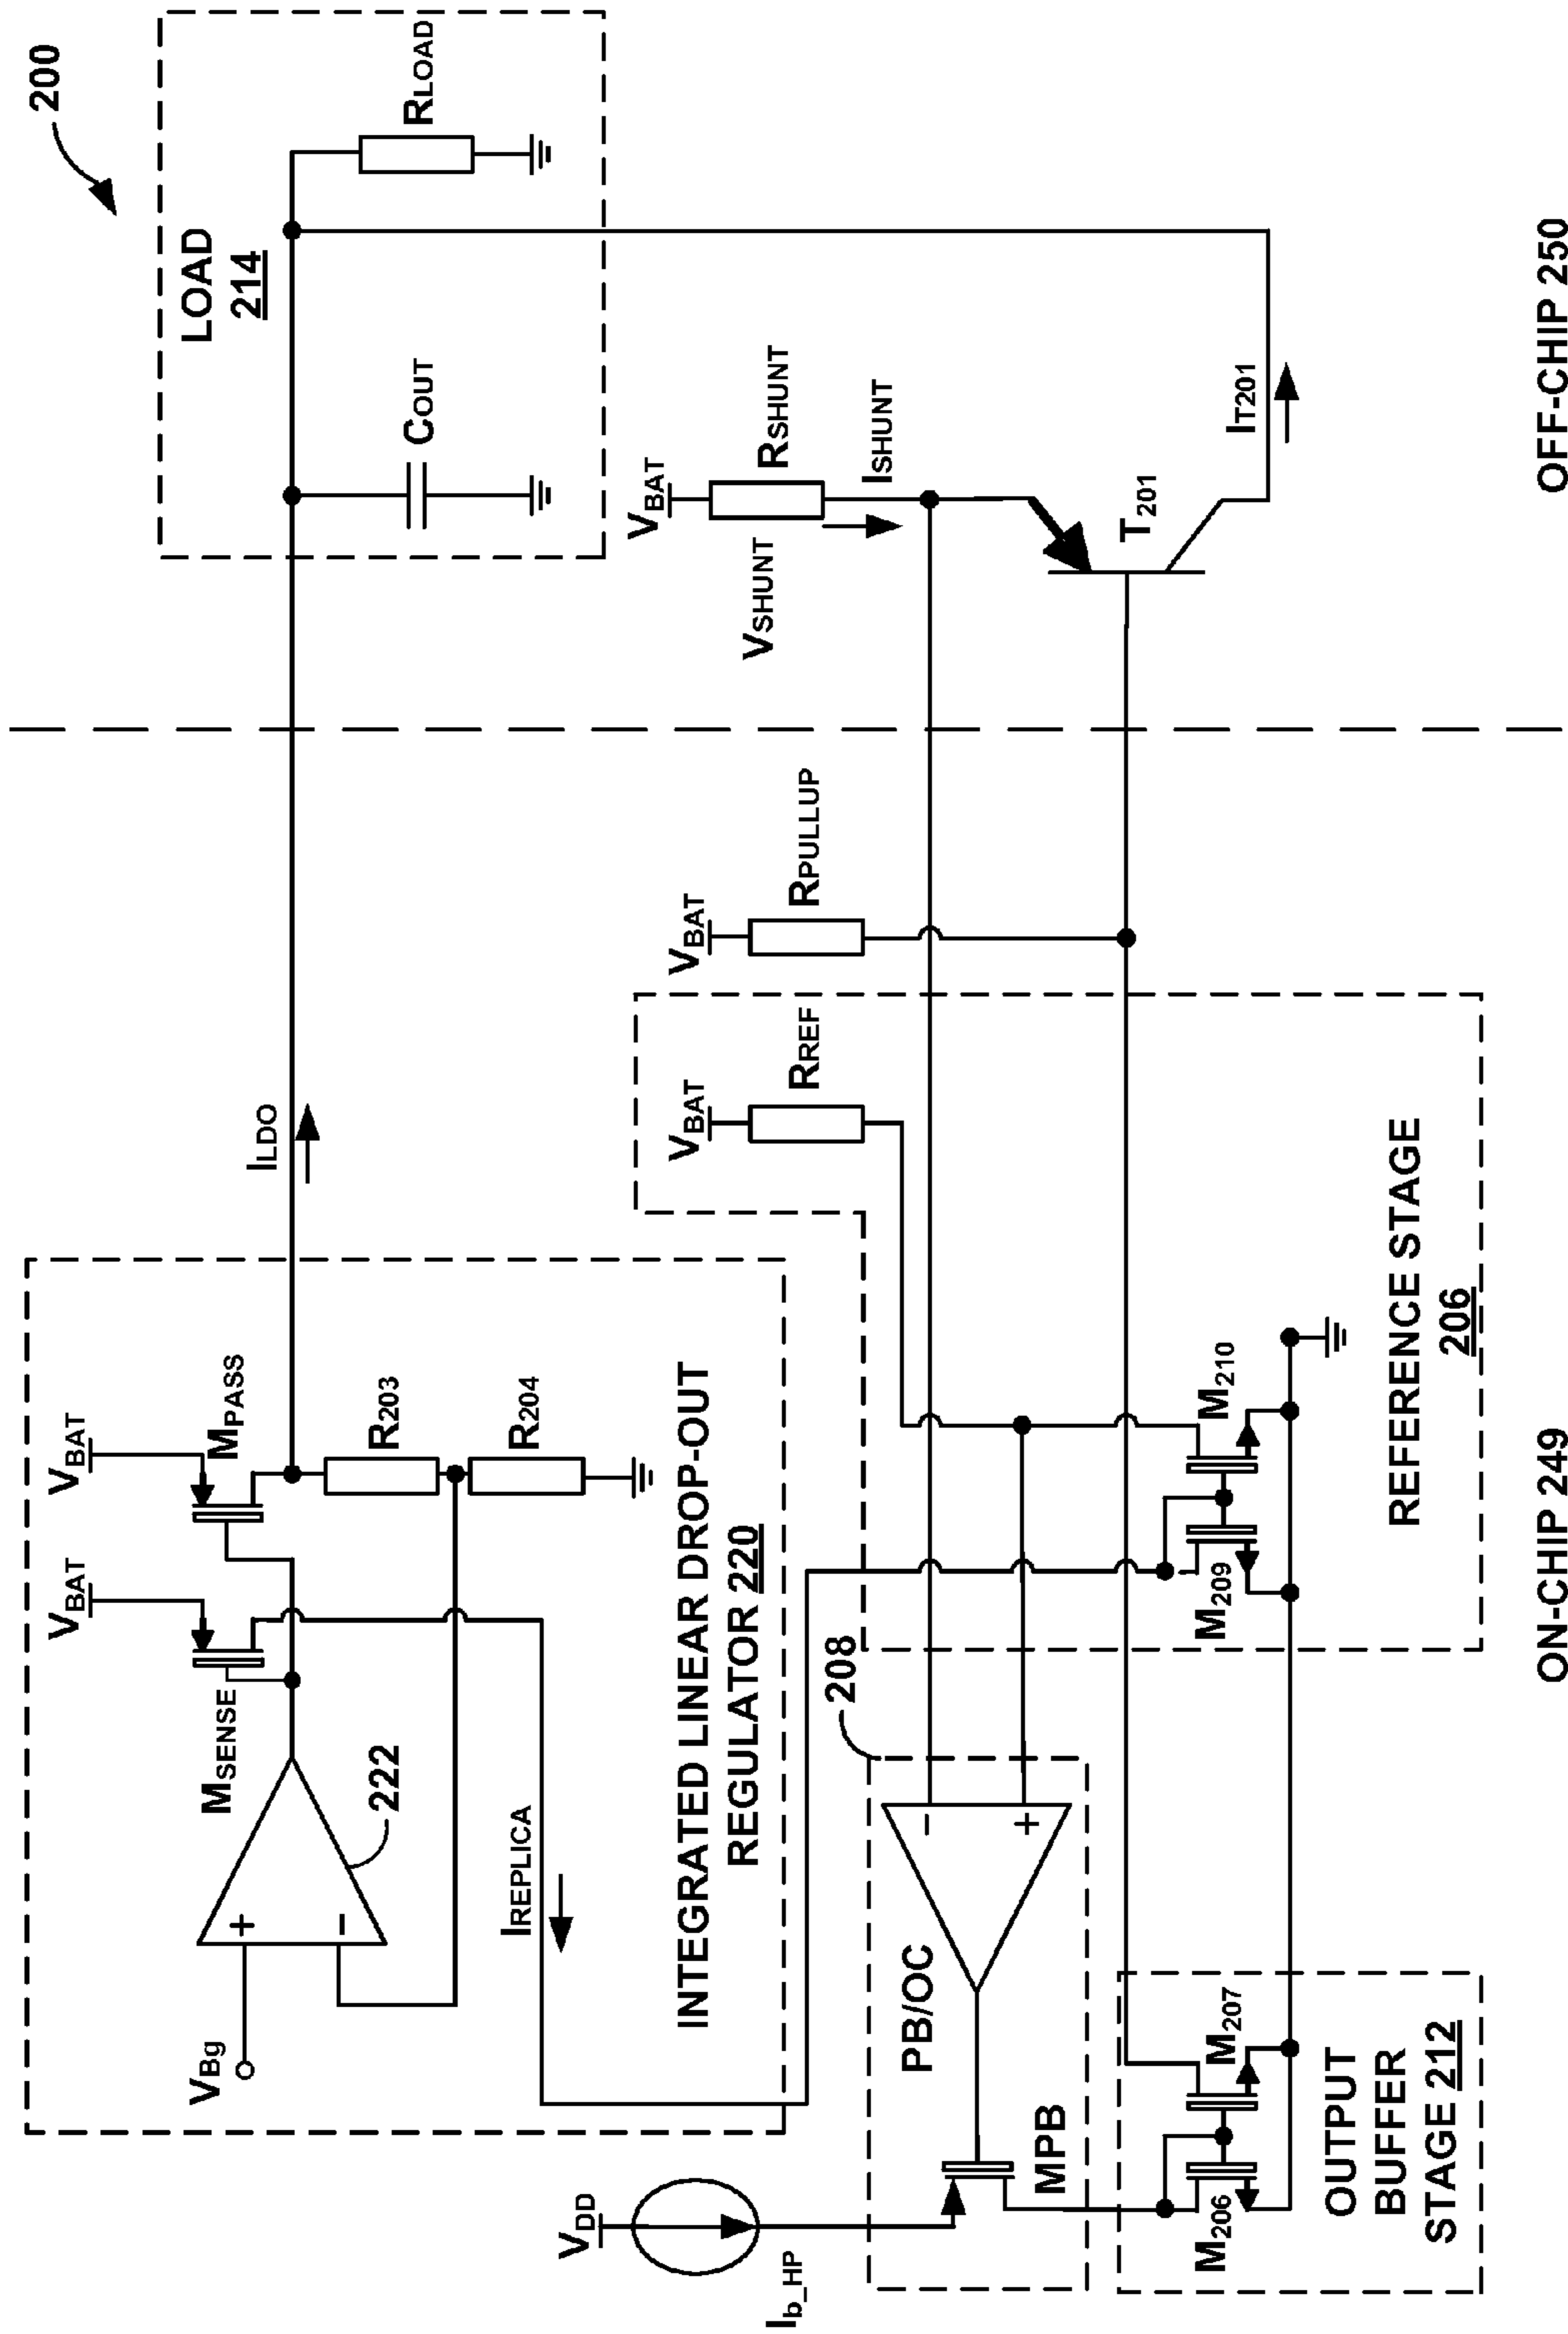 200
LOAD
214
RLOAD
COUT
VBAT
RSHUNT
VSHUNT
ISHUNT
T201
IT201
OFF-CHIP 250
ILDO
VBAT
RPULLUP
VBAT
RREF
REFERENCE STAGE
206
M210
M209
ON-CHIP 249
VBAT
MPASS
VBAT
MSENSE
R203
R204
+
−
222
VBg
IREPLICA
INTEGRATED LINEAR DROP-OUT
REGULATOR 220
208
−
+
PB/OC
MPB
VDD
Ib_HP
M207
M206
OUTPUT
BUFFER
STAGE 212